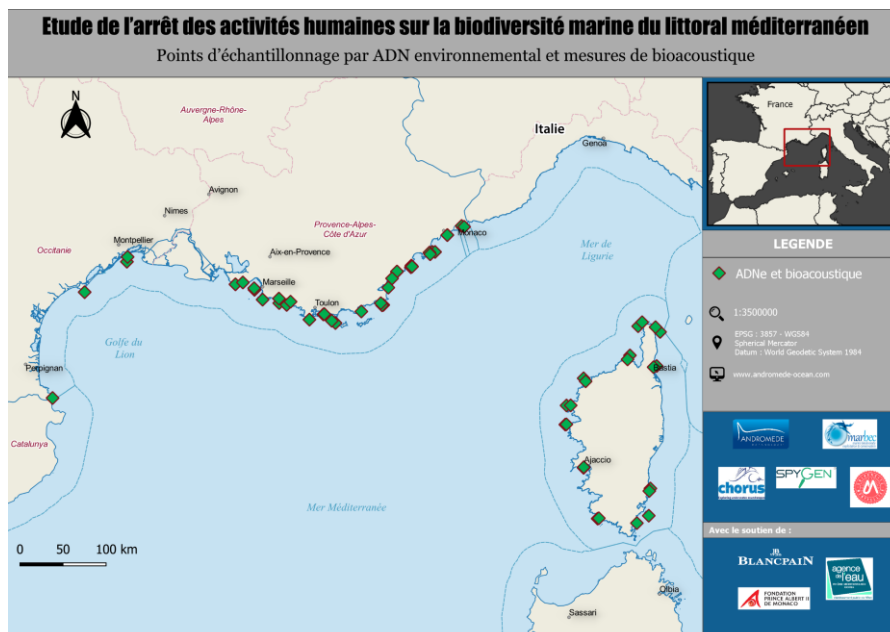 Etude de l'arrêt des activités humaines sur la biodiversité marine du littoral méditerranéen
Points d'échantillonnage par ADN environnemental et mesures de bioacoustique
N
Auvergne-Rhône-
Alpes
Italie
Genoa
Avignon
Nimes
Provence-Alpes-
Côte d'Azur
Monaco
Montpellier
Occitanie
Aix-en-Provence
Mer de
Ligurie
Marseille
Toulon
Golfe du
Lion
Perpignan
Bastia
Catalunya
Ajaccio
Mer Méditerranée
0 50 100 km
Olbia
Sassari
France
LEGENDE
ADNe et bioacoustique
1:3500000
EPSG : 3857 - WGS84
Spherical Mercator
Datum : World Geodetic System 1984
www.andromede-ocean.com
ANDROMEDE
marbec
chorus
SPYGEN
Avec le soutien de :
JB
BLANCPAIN
agence
de l'eau
FONDATION
PRINCE ALBERT II
DE MONACO